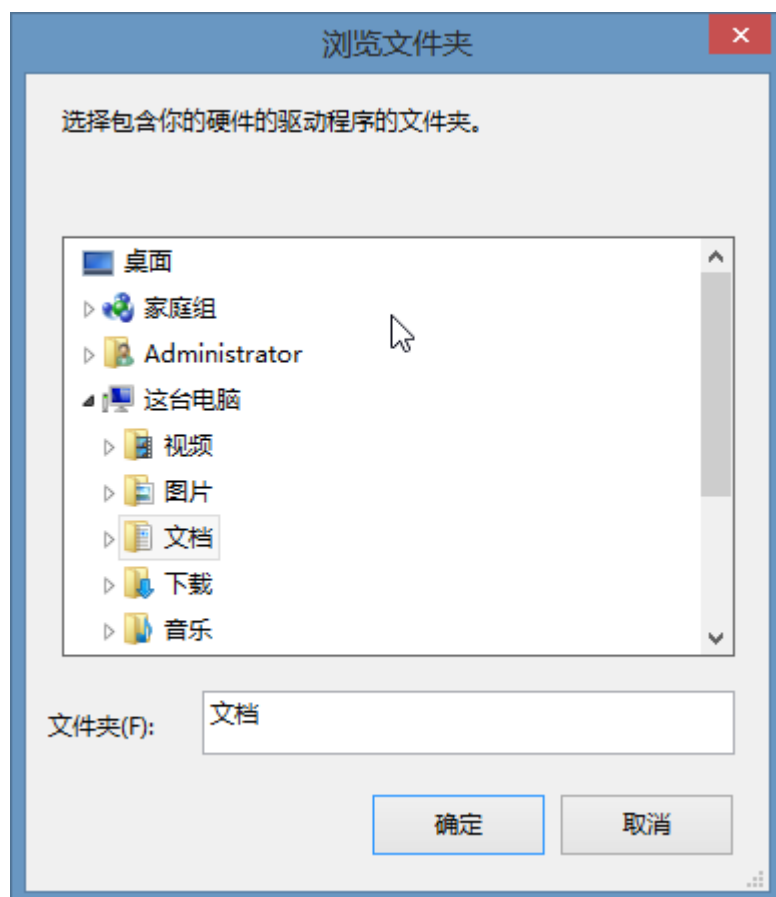 浏览文件夹
选择包含你的硬件的驱动程序的文件夹。
桌面
家庭组
Administrator
这台电脑
视频
图片
文档
下载
音乐
文件夹(F): 文档
确定 取消